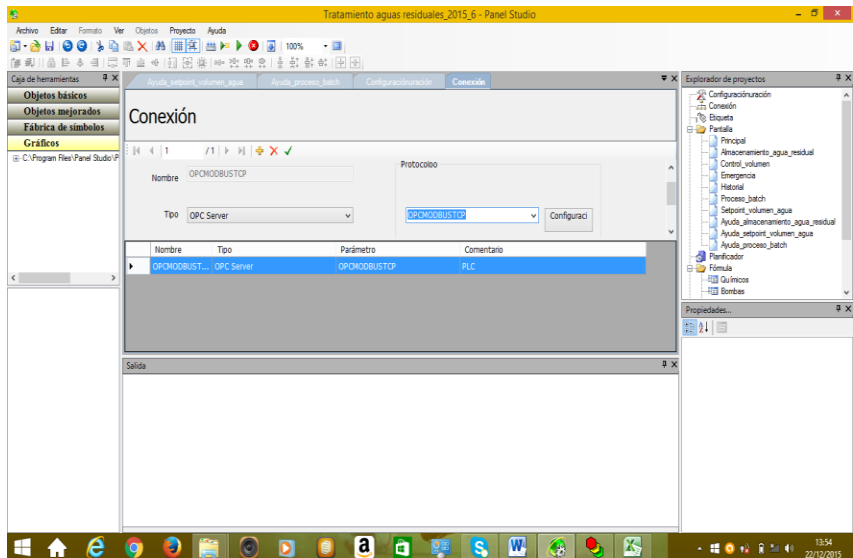 Tratamiento aguas residuales_2015_6 - Panel Studio
Archivo Editar Formato Ver Objetos Proyecto Ayuda
100%
Caja de herramientas
Objetos básicos
Objetos mejorados
Fábrica de símbolos
Gráficos
C:\Program Files\Panel Studio\P
Ayuda_setpoint_volumen_agua Ayuda_proceso_batch Configuraciónuración Conexión
Conexión
1 /1
Nombre OPCMODBUSTCP
Protocoloo
Tipo OPC Server
OPCMODBUSTCP Configuraci
Nombre Tipo Parámetro Comentario
OPCMODBUST... OPC Server OPCMODBUSTCP PLC
Salida
Explorador de proyectos
Configuraciónuración
Conexión
Etiqueta
Pantalla
Principal
Almacenamiento_agua_residual
Control_volumen
Emergencia
Historial
Proceso_batch
Setpoint_volumen_agua
Ayuda_almacenamiento_agua_residual
Ayuda_setpoint_volumen_agua
Ayuda_proceso_batch
Planificador
Fórmula
Químicos
Bombas
Propiedades...
13:54
22/12/2015